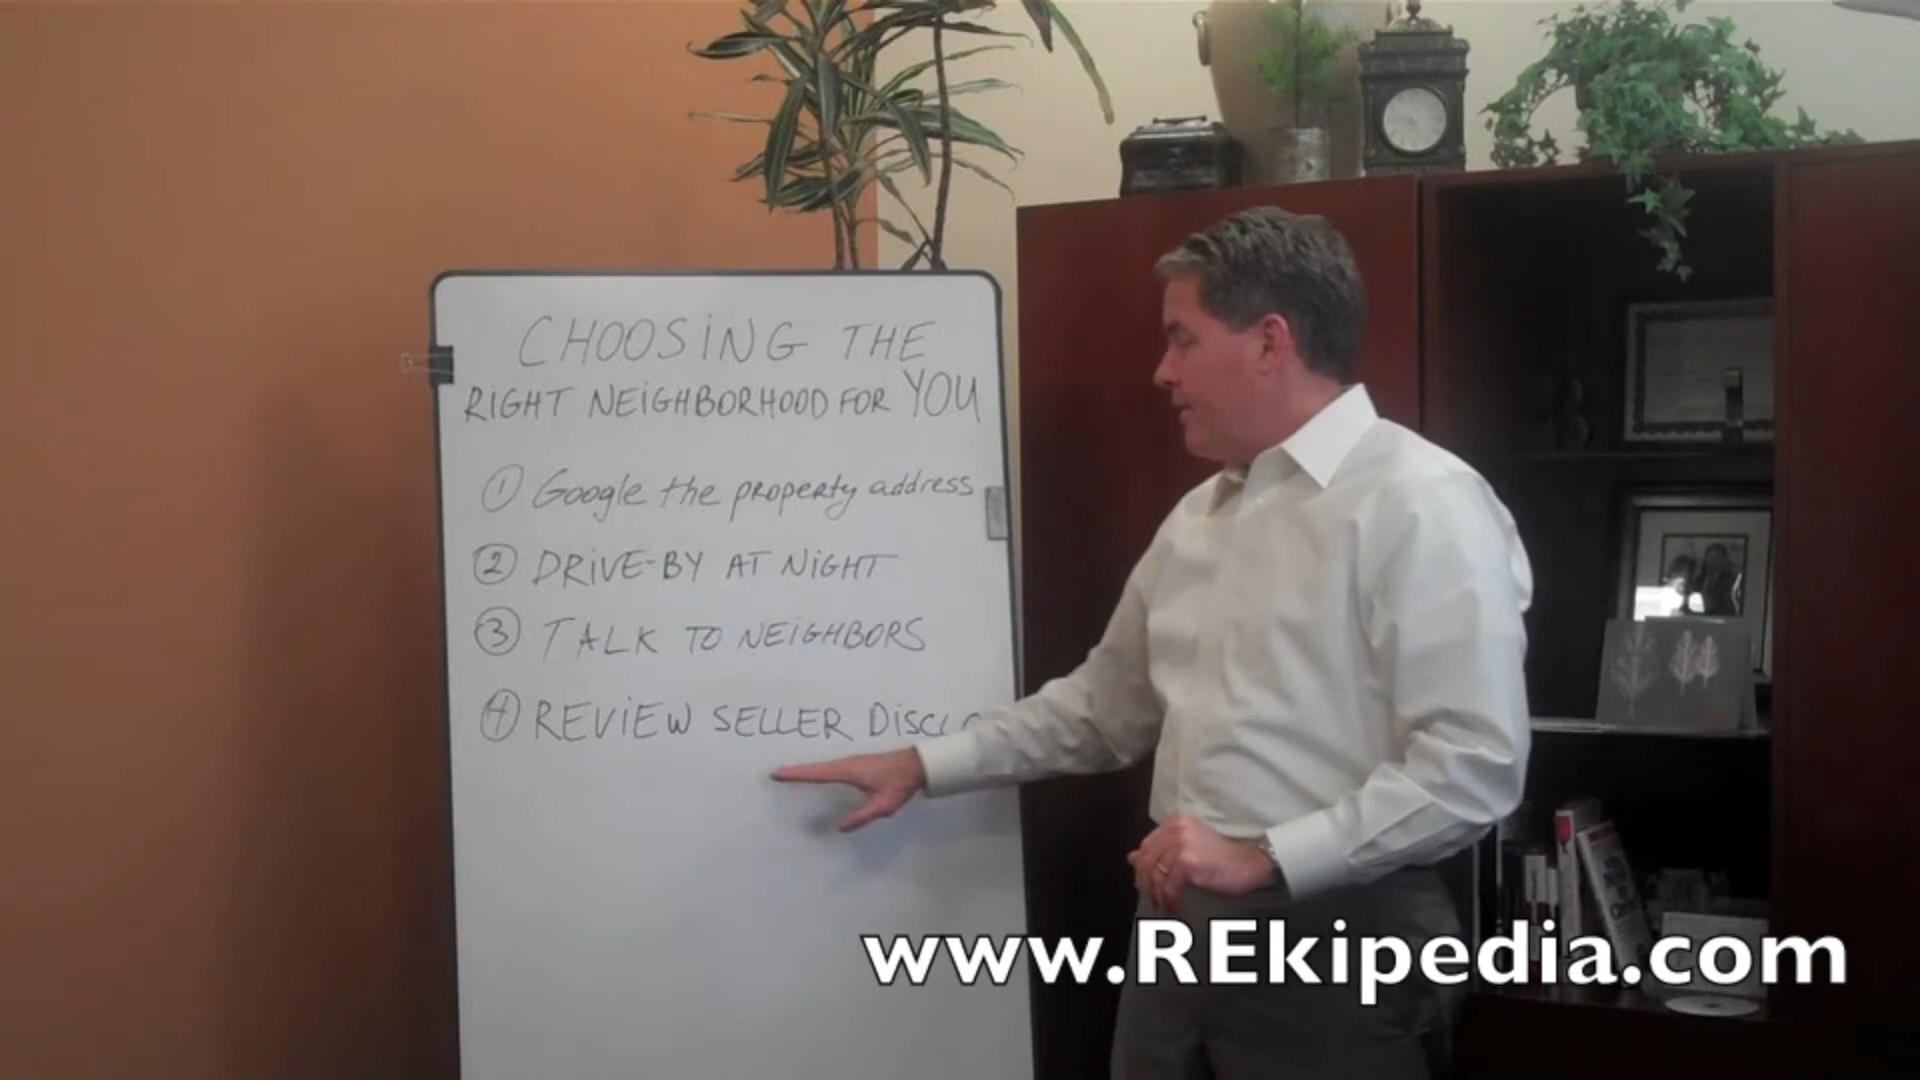 CHOOSiNG THE
RiGHT NEiGHBORHOOD FOR YOU
① Google the property address
② DRiVE-BY AT NiGHT
③ TALK TO NEiGHBORS
④ REViEW SELLER
www.REkipedia.com